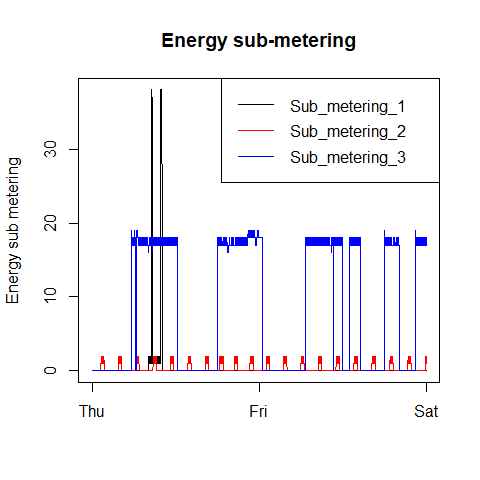 Energy sub-metering
Sub_metering_1
Sub_metering_2
Sub_metering_3
Energy sub metering
30
20
10
0
Thu
Fri
Sat